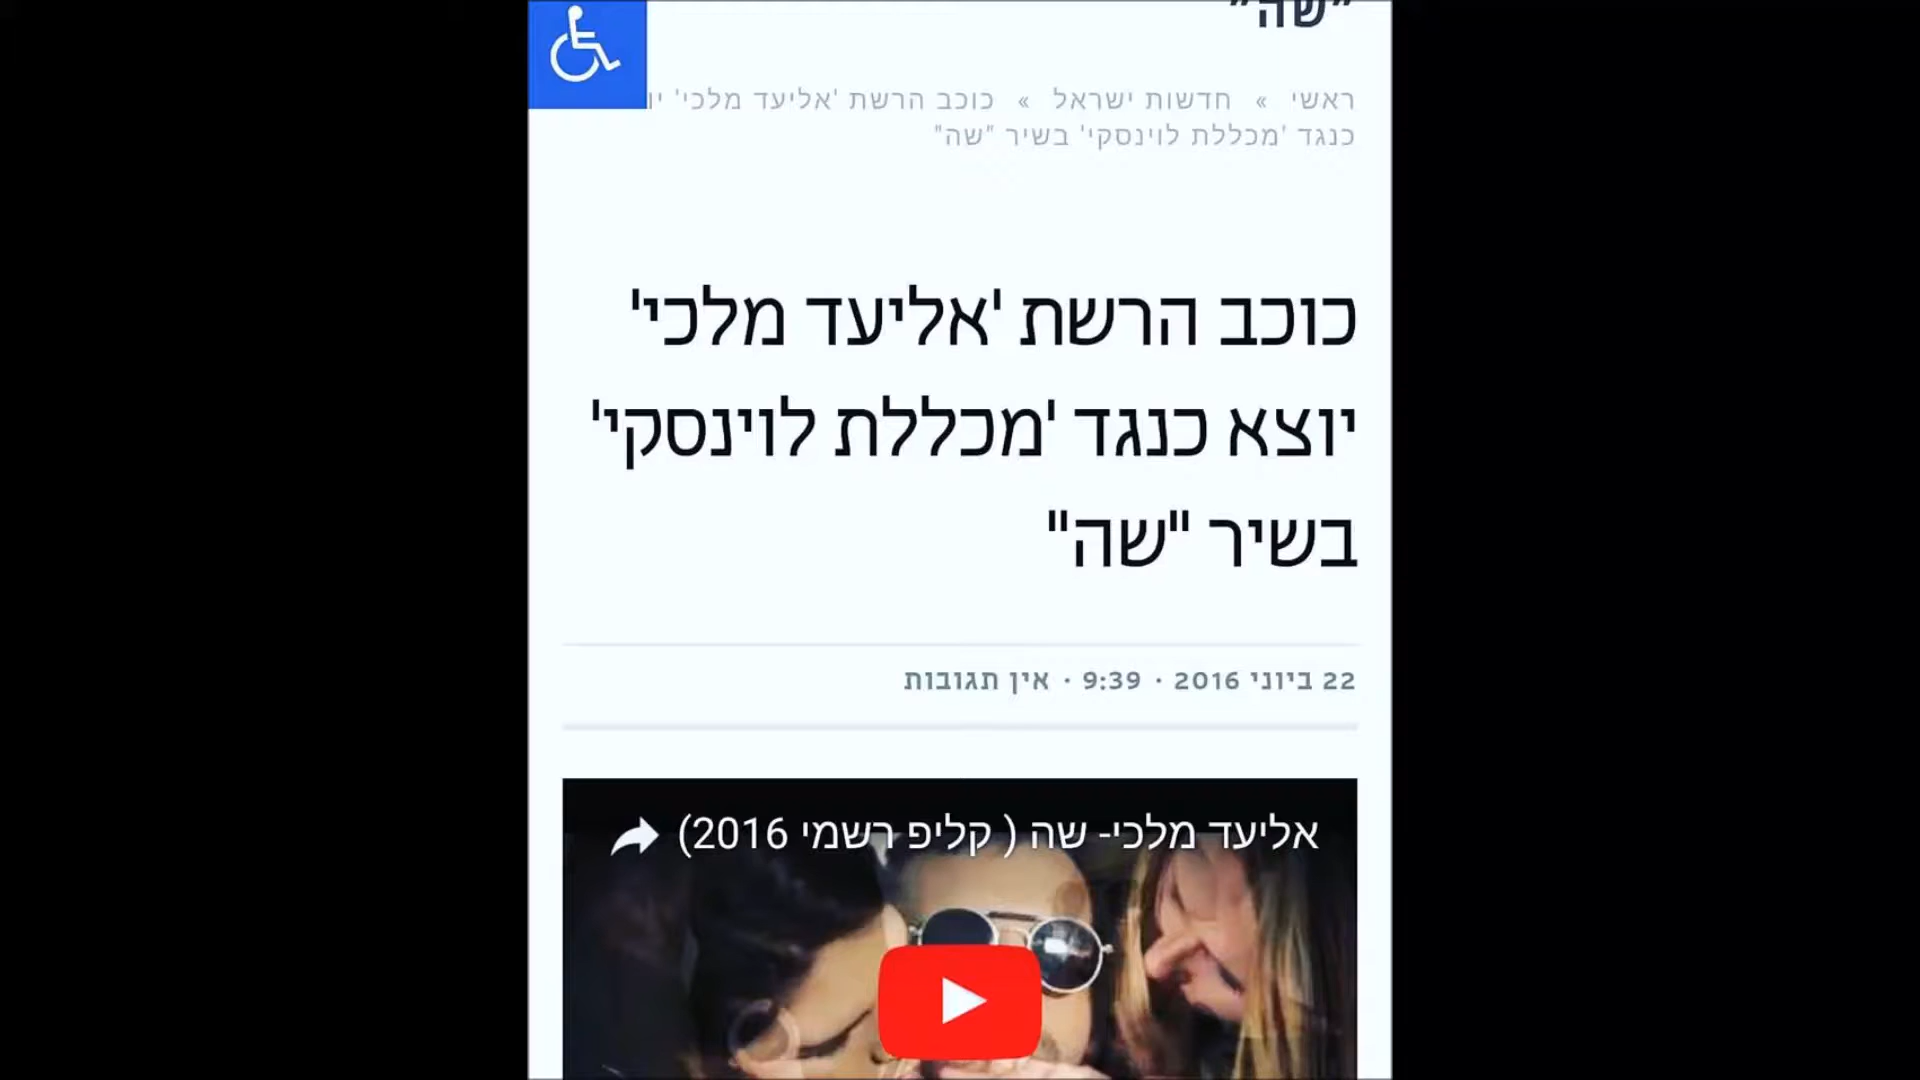 "שה"
ראשי » חדשות ישראל » כוכב הרשת 'אליעד מלכי' יו
כנגד 'מכללת לוינסקי' בשיר "שה"
כוכב הרשת 'אליעד מלכי'
יוצא כנגד 'מכללת לוינסקי'
בשיר "שה"
22 ביוני 2016 · 9:39 · אין תגובות
אליעד מלכי- שה ( קליפ רשמי 2016)